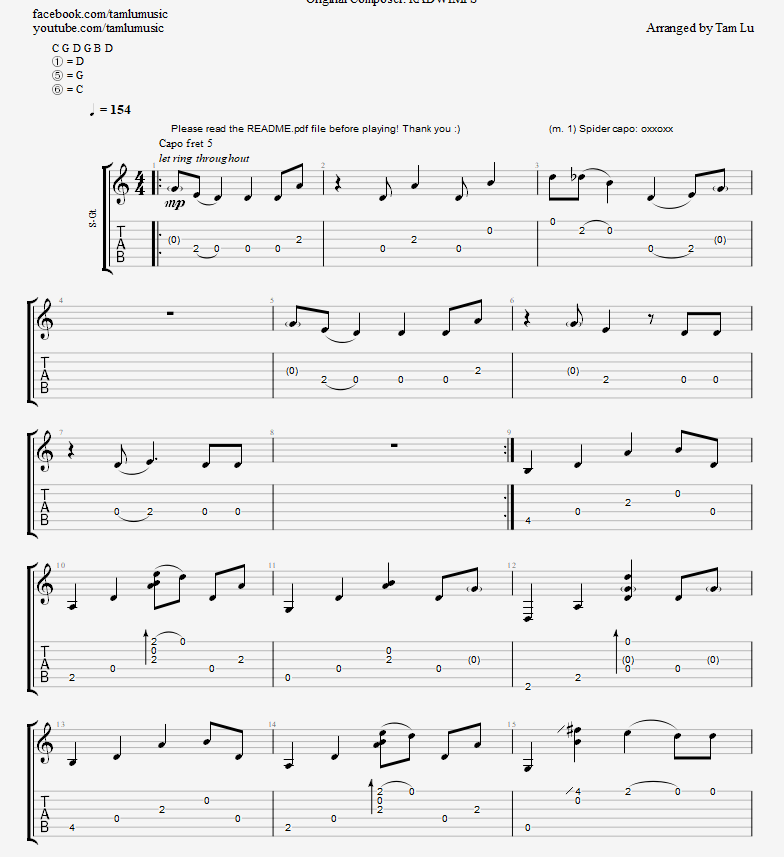 Original Composer: RADWIMPS
facebook.com/tamlumusic
youtube.com/tamlumusic
Arranged by Tam Lu
C G D G B D
① = D
⑤ = G
⑥ = C
♩ = 154
Please read the README.pdf file before playing! Thank you :)
(m. 1) Spider capo: oxxoxx
Capo fret 5
let ring throughout
1 2 3
mp
S-Gt
T
A
B
(0) 2 0 0 0 2 0 2 0 0 0 2 0 0 2 (0)
4 5 6
T
A
B
(0) 2 0 0 0 2 (0) 2 0 0
7 8 9
T
A
B
0 2 0 0 4 0 2 0 0
10 11 12
T
A
B
2 0 2 0 2 0 0 2 0 0 0 2 0 (0) 2 2 0 (0) 0 0 (0)
13 14 15
T
A
B
4 0 2 0 0 2 0 2 0 2 0 0 2 0 4 0 2 0 0